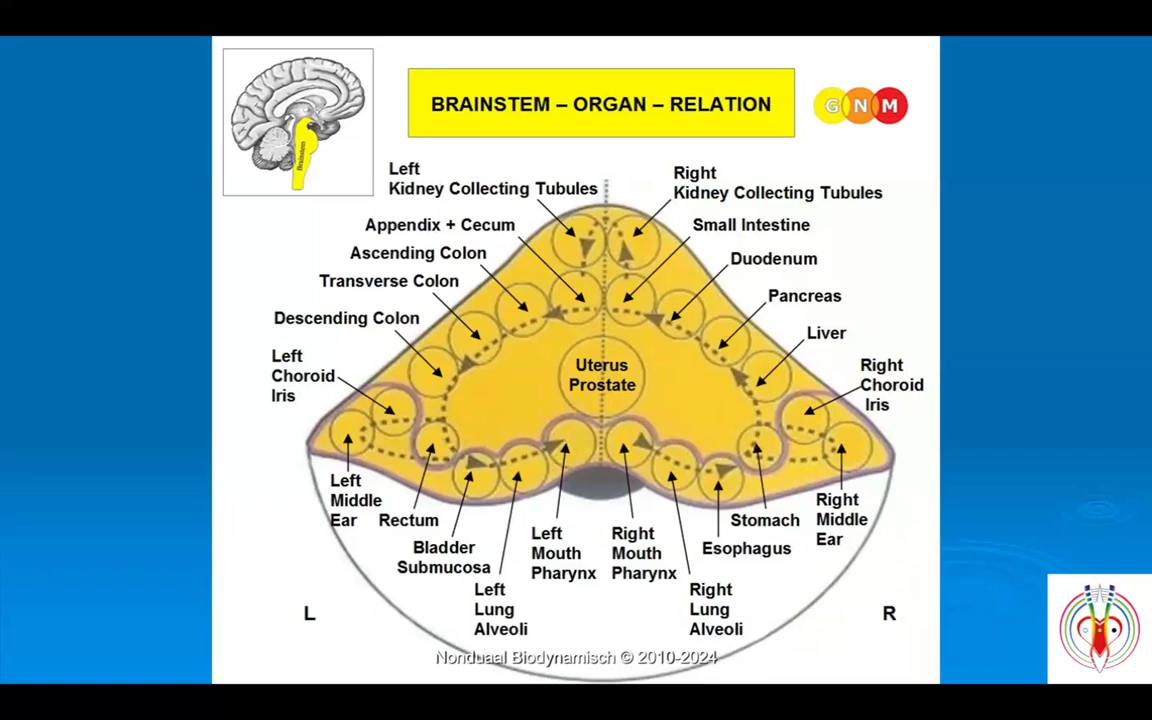 BRAINSTEM – ORGAN – RELATION
G N M
Brainstem
Left
Kidney Collecting Tubules
Right
Kidney Collecting Tubules
Appendix + Cecum
Small Intestine
Ascending Colon
Duodenum
Transverse Colon
Pancreas
Descending Colon
Liver
Left
Choroid
Iris
Uterus
Prostate
Right
Choroid
Iris
Left
Middle
Ear
Rectum
Bladder
Submucosa
Left
Lung
Alveoli
Left
Mouth
Pharynx
Right
Mouth
Pharynx
Right
Lung
Alveoli
Esophagus
Stomach
Right
Middle
Ear
L
R
Nonduaal Biodynamisch © 2010-2024